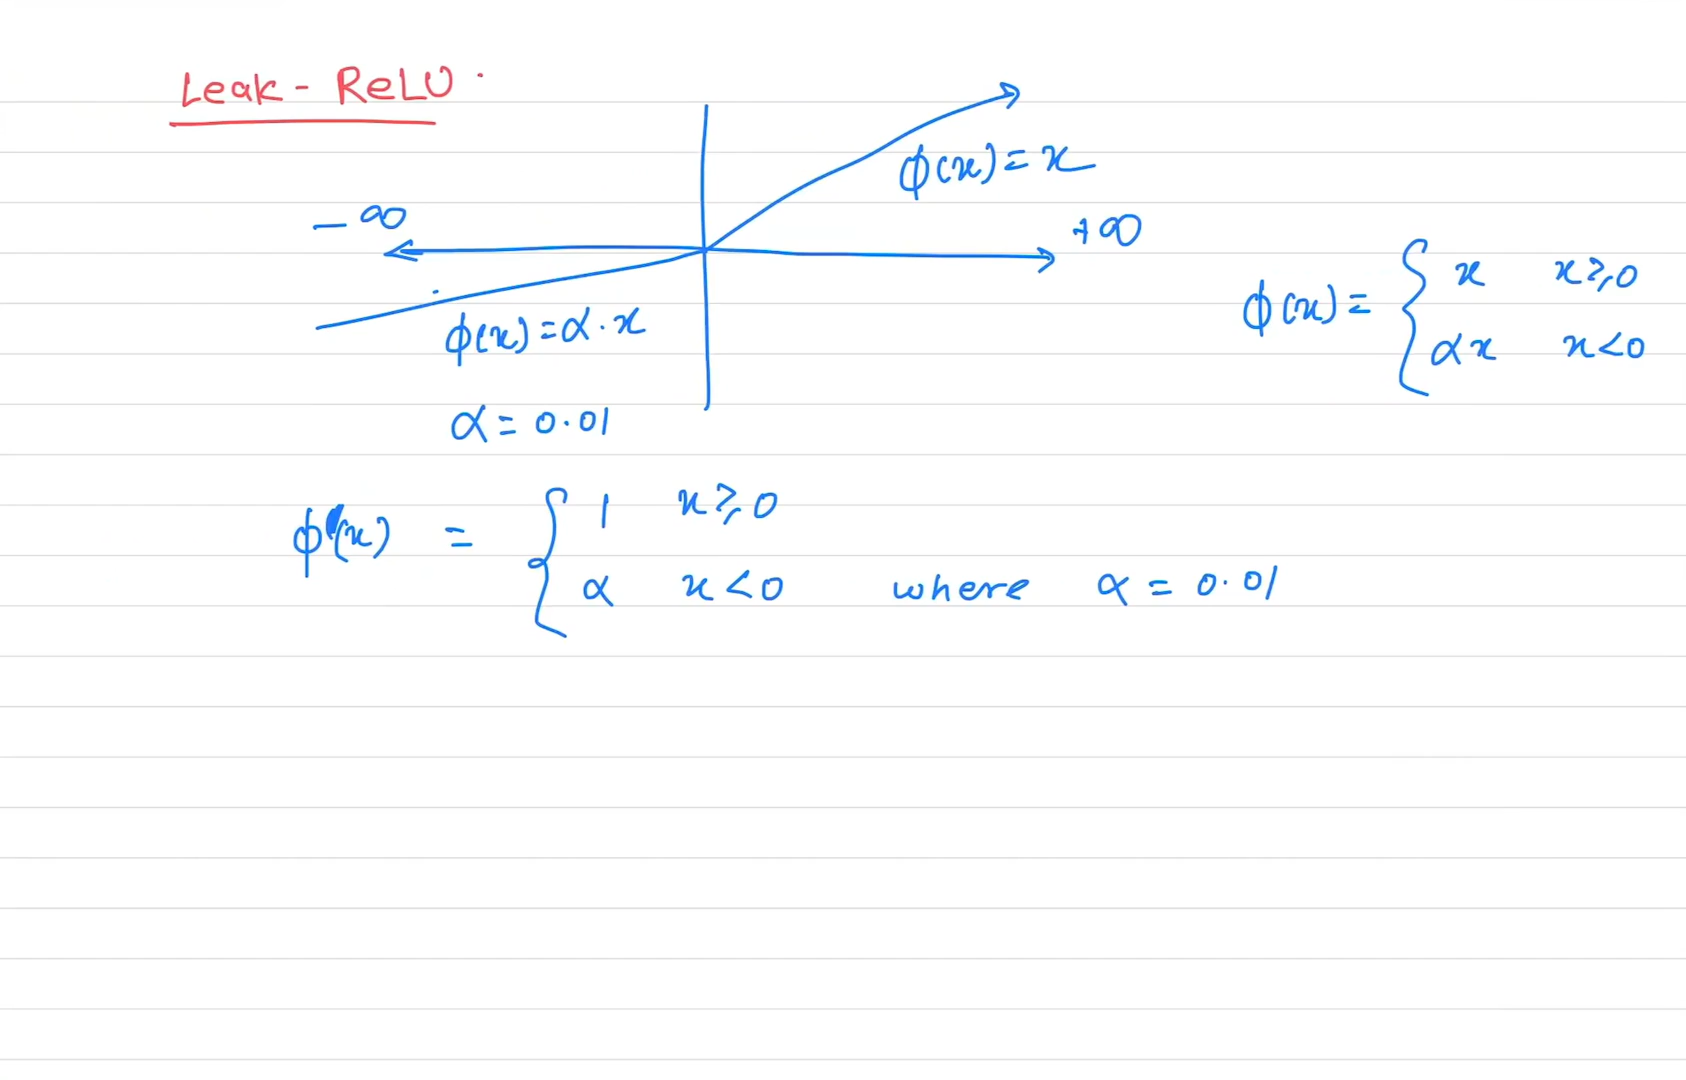 Leak - ReLU
ϕ(x) = x
-∞
+∞
ϕ(x) = α . x
ϕ(x) = { x x ≥ 0
αx x < 0
α = 0.01
ϕ'(x) = { 1 x ≥ 0
α x < 0 where α = 0.01